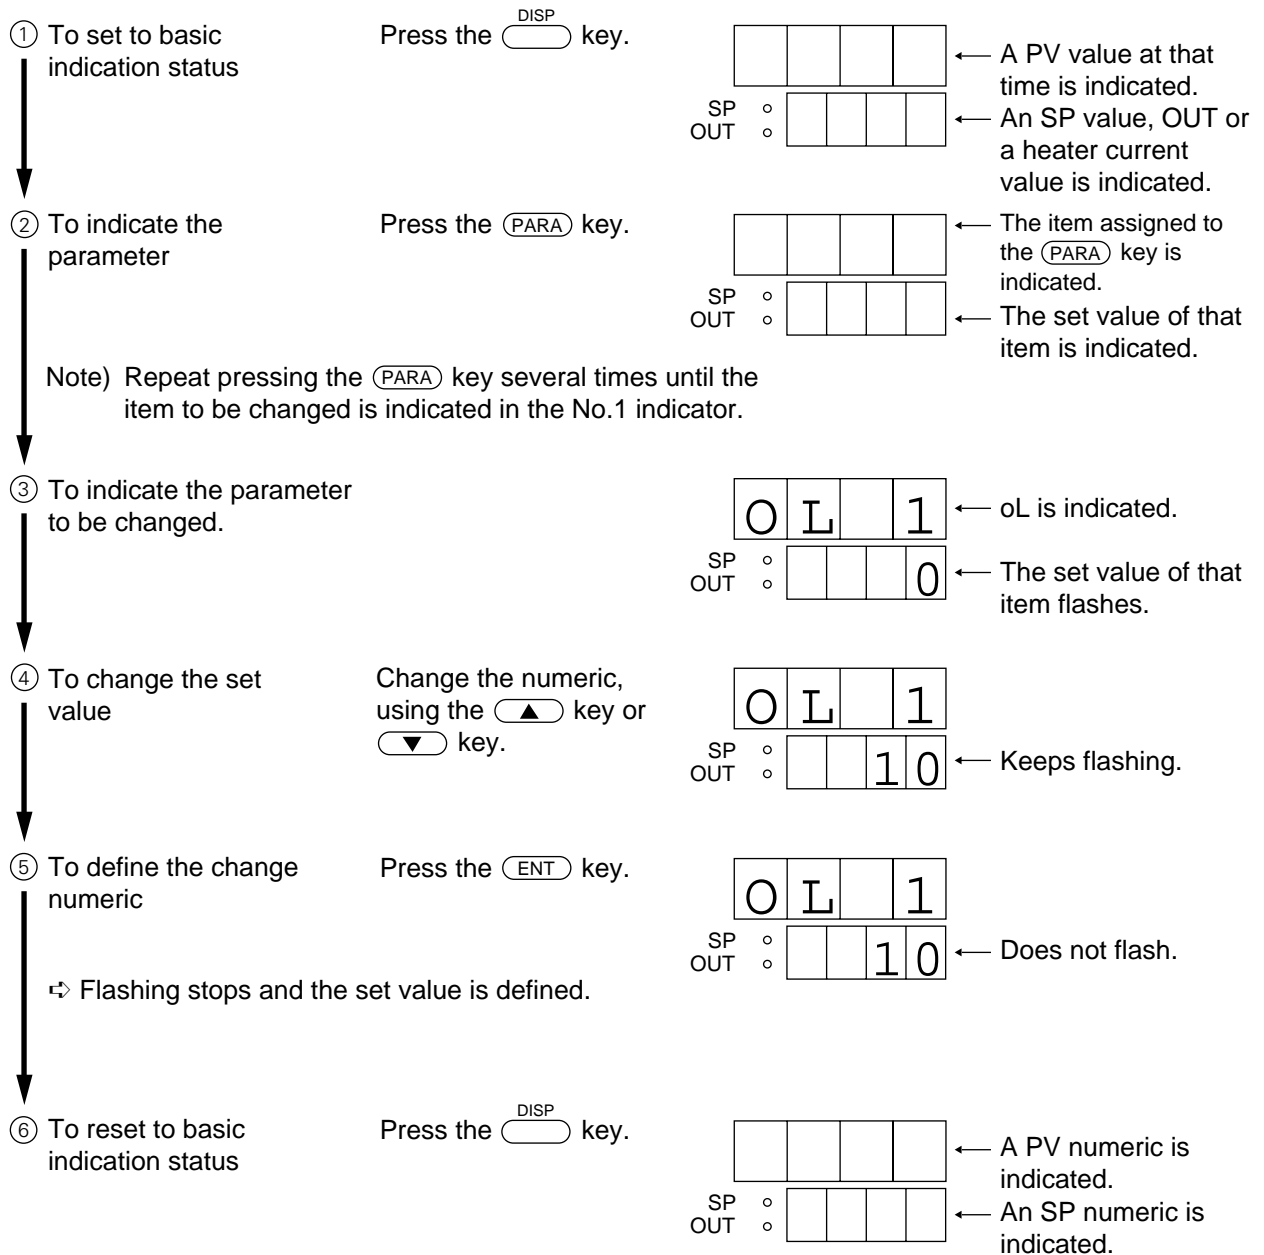 DISP
① To set to basic
indication status
Press the key.
A PV value at that
time is indicated.
SP
OUT
An SP value, OUT or
a heater current
value is indicated.
② To indicate the
parameter
Press the PARA key.
The item assigned to
the PARA key is
indicated.
SP
OUT
The set value of that
item is indicated.
Note) Repeat pressing the PARA key several times until the
item to be changed is indicated in the No.1 indicator.
③ To indicate the parameter
to be changed.
OL 1
oL is indicated.
SP
OUT
0
The set value of that
item flashes.
④ To change the set
value
Change the numeric,
using the ▲ key or
▼ key.
OL 1
SP
OUT
10
Keeps flashing.
⑤ To define the change
numeric
Press the ENT key.
OL 1
SP
OUT
10
Does not flash.
➪ Flashing stops and the set value is defined.
DISP
⑥ To reset to basic
indication status
Press the key.
A PV numeric is
indicated.
SP
OUT
An SP numeric is
indicated.